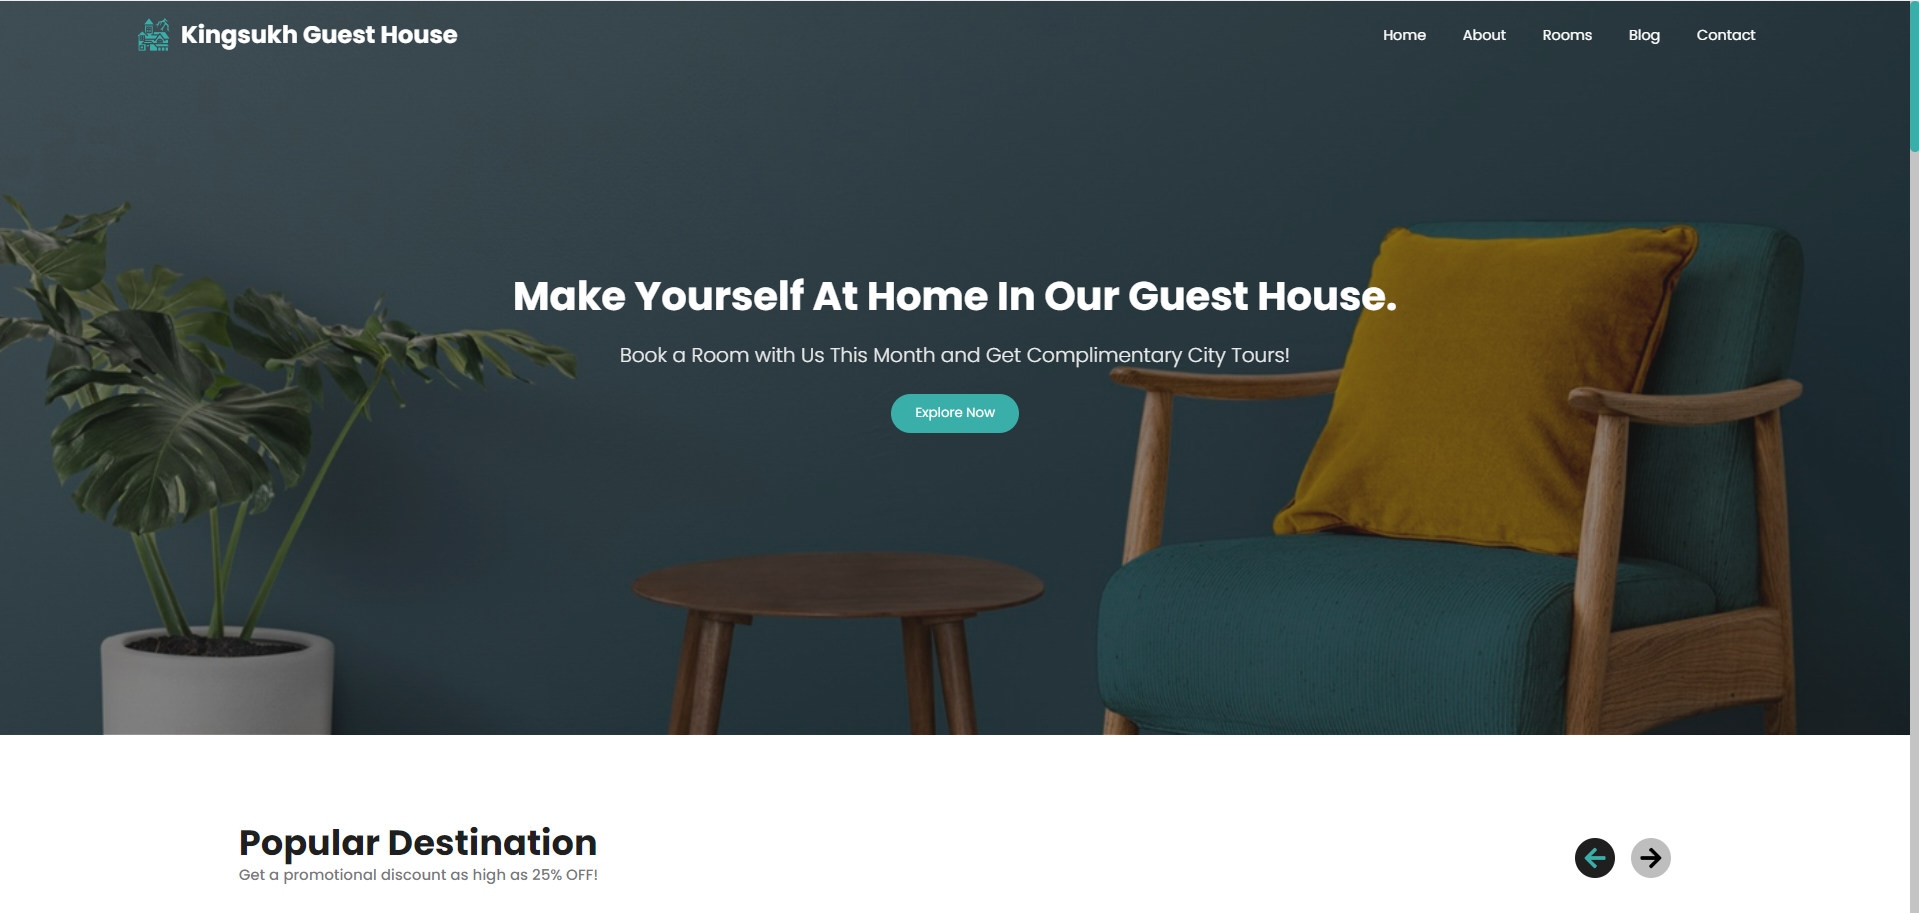 Kingsukh Guest House
Home About Rooms Blog Contact
Make Yourself At Home In Our Guest House.
Book a Room with Us This Month and Get Complimentary City Tours!
Explore Now
Popular Destination
Get a promotional discount as high as 25% OFF!